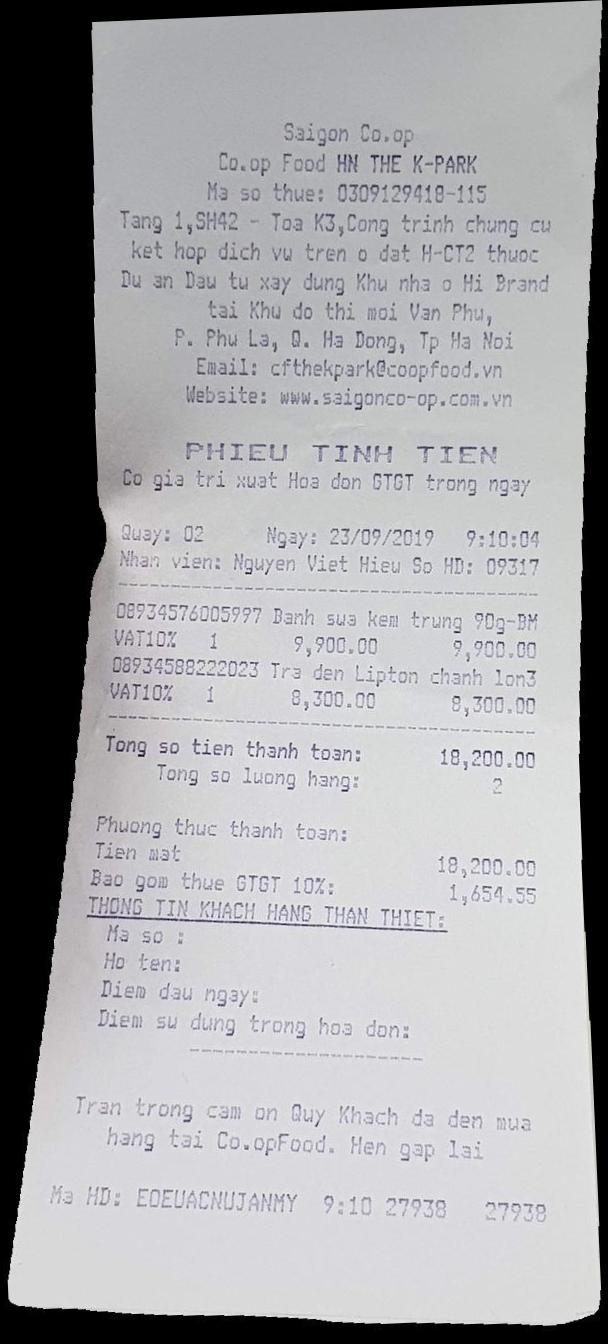 Saigon Co.op
Co.op Food HN THE K-PARK
Ma so thue: 0309129418-115
Tang 1,SH42 - Toa K3,Cong trinh chung cu
ket hop dich vu tren o dat H-CT2 thuoc
Du an Dau tu xay dung Khu nha o Hi Brand
tai Khu do thi moi Van Phu,
P. Phu La, Q. Ha Dong, Tp Ha Noi
Email: cfthekpark@coopfood.vn
Website: www.saigonco-op.com.vn
PHIEU TINH TIEN
Co gia tri xuat Hoa don GTGT trong ngay
Quay: 02 Ngay: 23/09/2019 9:10:04
Nhan vien: Nguyen Viet Hieu So HD: 09317
08934576005997 Banh sua kem trung 90g-BM
VAT10% 1 9,900.00 9,900.00
08934588222023 Tra den Lipton chanh lon3
VAT10% 1 8,300.00 8,300.00
Tong so tien thanh toan: 18,200.00
Tong so luong hang: 2
Phuong thuc thanh toan:
Tien mat 18,200.00
Bao gom thue GTGT 10%: 1,654.55
THONG TIN KHACH HANG THAN THIET:
Ma so :
Ho ten:
Diem dau ngay:
Diem su dung trong hoa don:
Tran trong cam on Quy Khach da den mua
hang tai Co.opFood. Hen gap lai
Ma HD: EOEUACNUJANMY 9:10 27938 27938